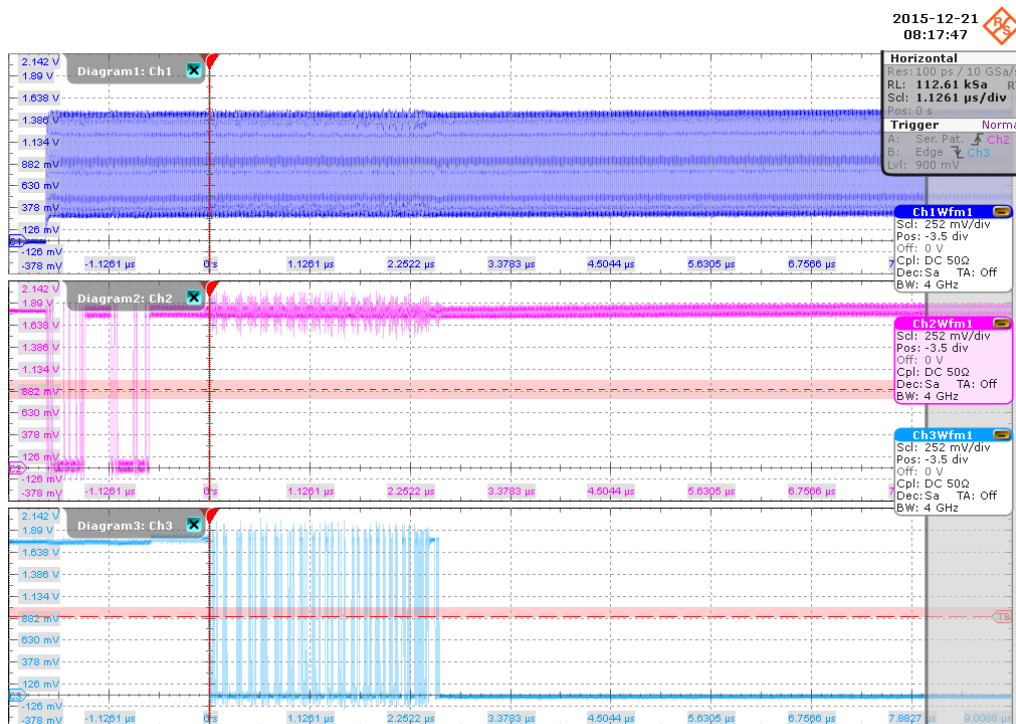 2015-12-21
08:17:47
R&S
Diagram1: Ch1
2.142 V
1.89 V
1.638 V
1.386 V
1.134 V
882 mV
630 mV
378 mV
126 mV
C1
-126 mV
-378 mV
-1.1261 µs 0 s 1.1261 µs 2.2522 µs 3.3783 µs 4.5044 µs 5.6305 µs 6.7566 µs
Horizontal
Res: 100 ps / 10 GSa/s
RL: 112.61 kSa
Scl: 1.1261 µs/div
Pos: 0 s
Trigger Norma
A: Ser. Pat. Ch2
B: Edge Ch3
Lvl: 900 mV
Ch1Wfm1
Scl: 252 mV/div
Pos: -3.5 div
Off: 0 V
Cpl: DC 50Ω
Dec: Sa TA: Off
BW: 4 GHz
Diagram2: Ch2
2.142 V
1.89 V
1.638 V
1.386 V
1.134 V
882 mV
630 mV
378 mV
126 mV
C2
-126 mV
-378 mV
-1.1261 µs 0 s 1.1261 µs 2.2522 µs 3.3783 µs 4.5044 µs 5.6305 µs 6.7566 µs
Ch2Wfm1
Scl: 252 mV/div
Pos: -3.5 div
Off: 0 V
Cpl: DC 50Ω
Dec: Sa TA: Off
BW: 4 GHz
Diagram3: Ch3
2.142 V
1.89 V
1.638 V
1.386 V
1.134 V
882 mV
630 mV
378 mV
126 mV
C3
-126 mV
-378 mV
TB
-1.1261 µs 0 s 1.1261 µs 2.2522 µs 3.3783 µs 4.5044 µs 5.6305 µs 6.7566 µs 7.8827 µs 9.0088 µs
Ch3Wfm1
Scl: 252 mV/div
Pos: -3.5 div
Off: 0 V
Cpl: DC 50Ω
Dec: Sa TA: Off
BW: 4 GHz